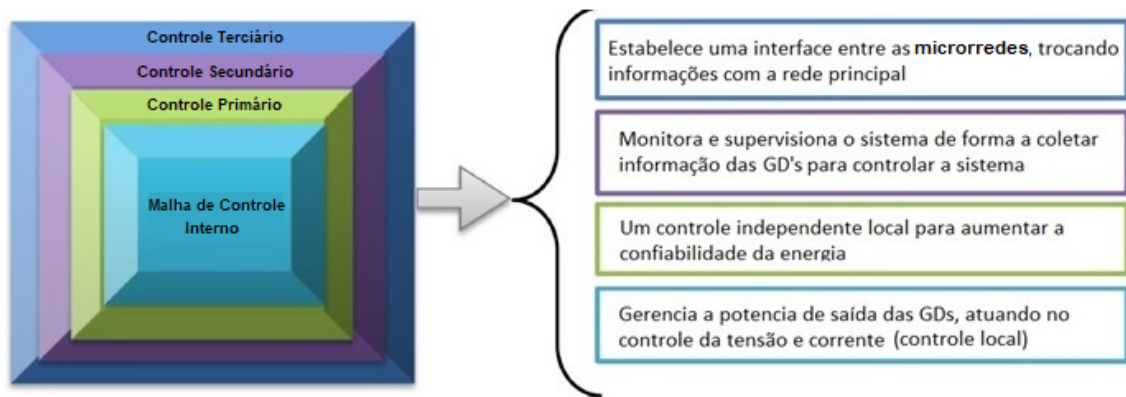 Controle Terciário
Controle Secundário
Controle Primário
Malha de Controle
Interno
Estabelece uma interface entre as microrredes, trocando
informações com a rede principal
Monitora e supervisiona o sistema de forma a coletar
informação das GD's para controlar a sistema
Um controle independente local para aumentar a
confiabilidade da energia
Gerencia a potencia de saída das GDs, atuando no
controle da tensão e corrente (controle local)